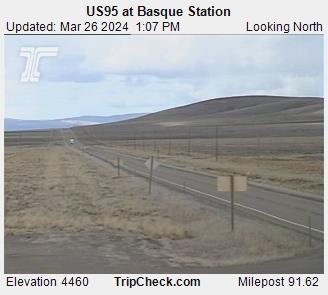 US95 at Basque Station
Updated: Mar 26 2024 1:07 PM Looking North
Elevation 4460 TripCheck.com Milepost 91.62